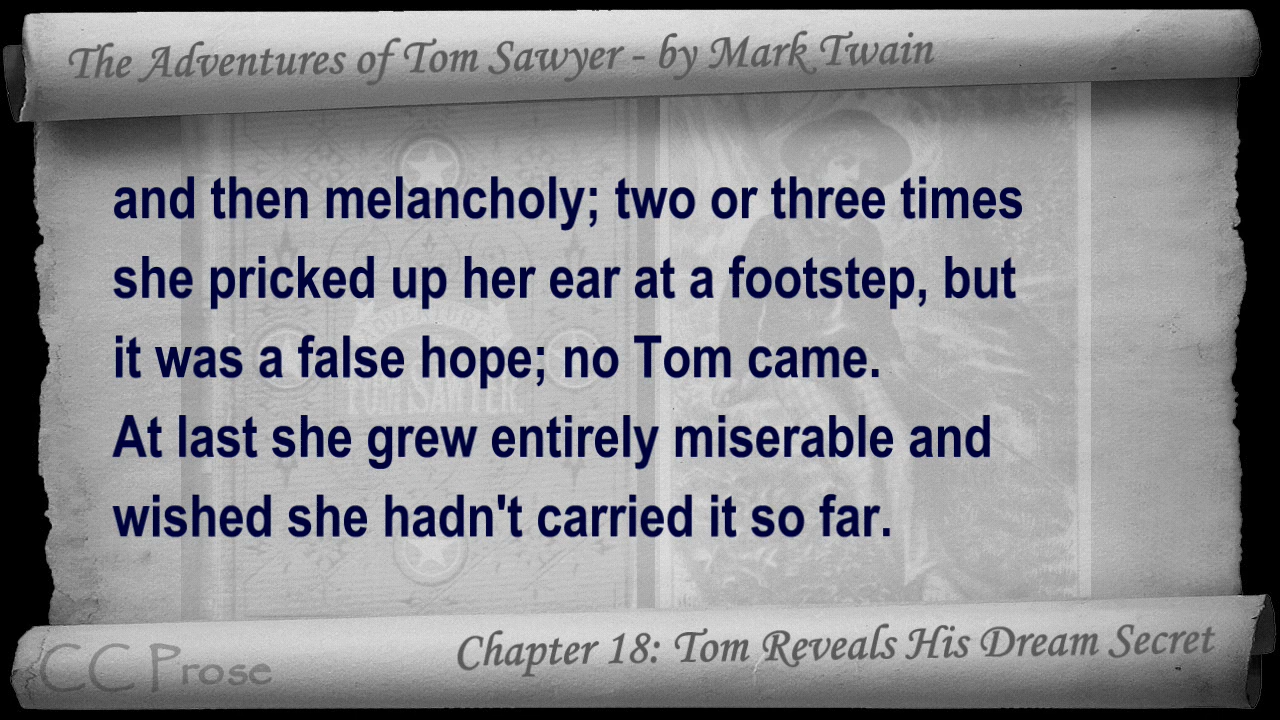 The Adventures of Tom Sawyer - by Mark Twain
and then melancholy; two or three times
she pricked up her ear at a footstep, but
it was a false hope; no Tom came.
At last she grew entirely miserable and
wished she hadn't carried it so far.
Chapter 18: Tom Reveals His Dream Secret
CC Prose